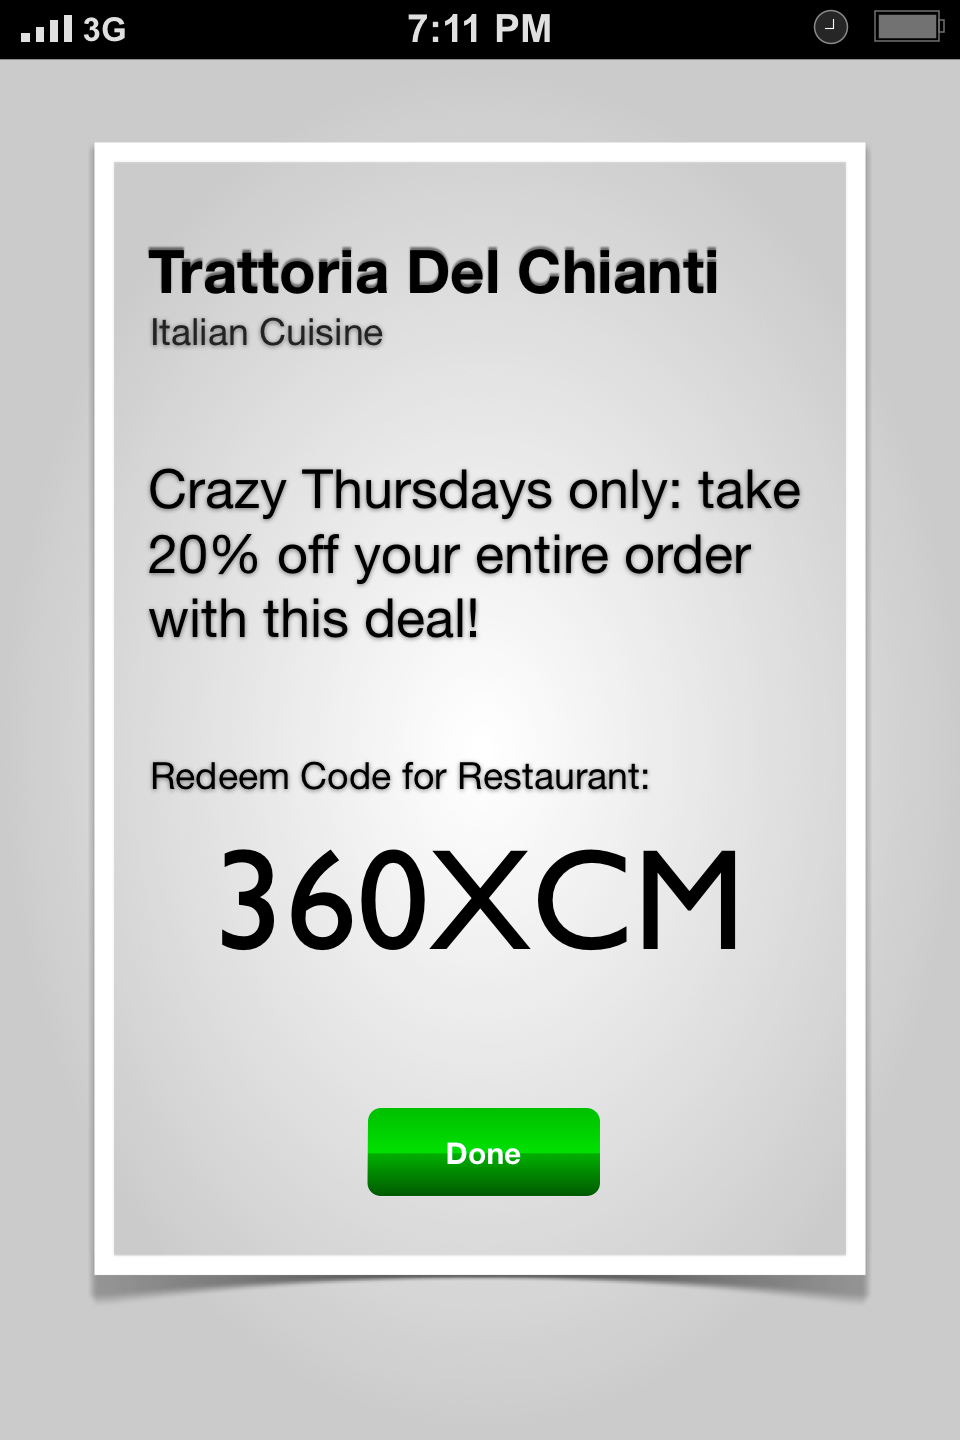 3G 7:11 PM
Trattoria Del Chianti
Italian Cuisine
Crazy Thursdays only: take
20% off your entire order
with this deal!
Redeem Code for Restaurant:
360XCM
Done